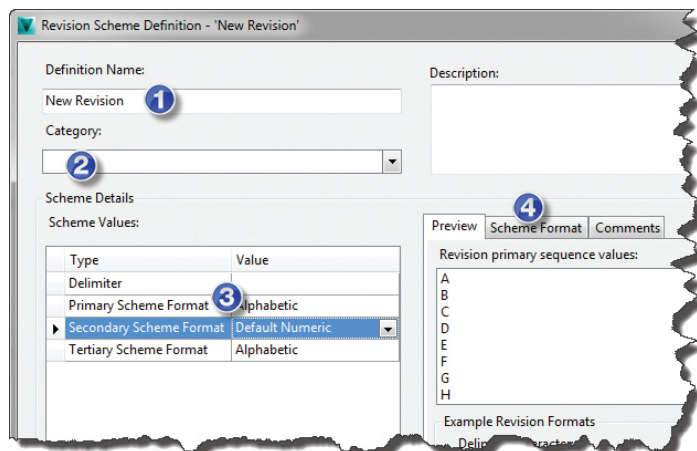 Revision Scheme Definition - 'New Revision'
Definition Name:
Description:
New Revision
1
Category:
2
Scheme Details
4
Scheme Values:
Preview Scheme Format Comments
Revision primary sequence values:
Type Value
Delimiter
Primary Scheme Format 3 Alphabetic
Secondary Scheme Format Default Numeric
Tertiary Scheme Format Alphabetic
A
B
C
D
E
F
G
H
Example Revision Formats